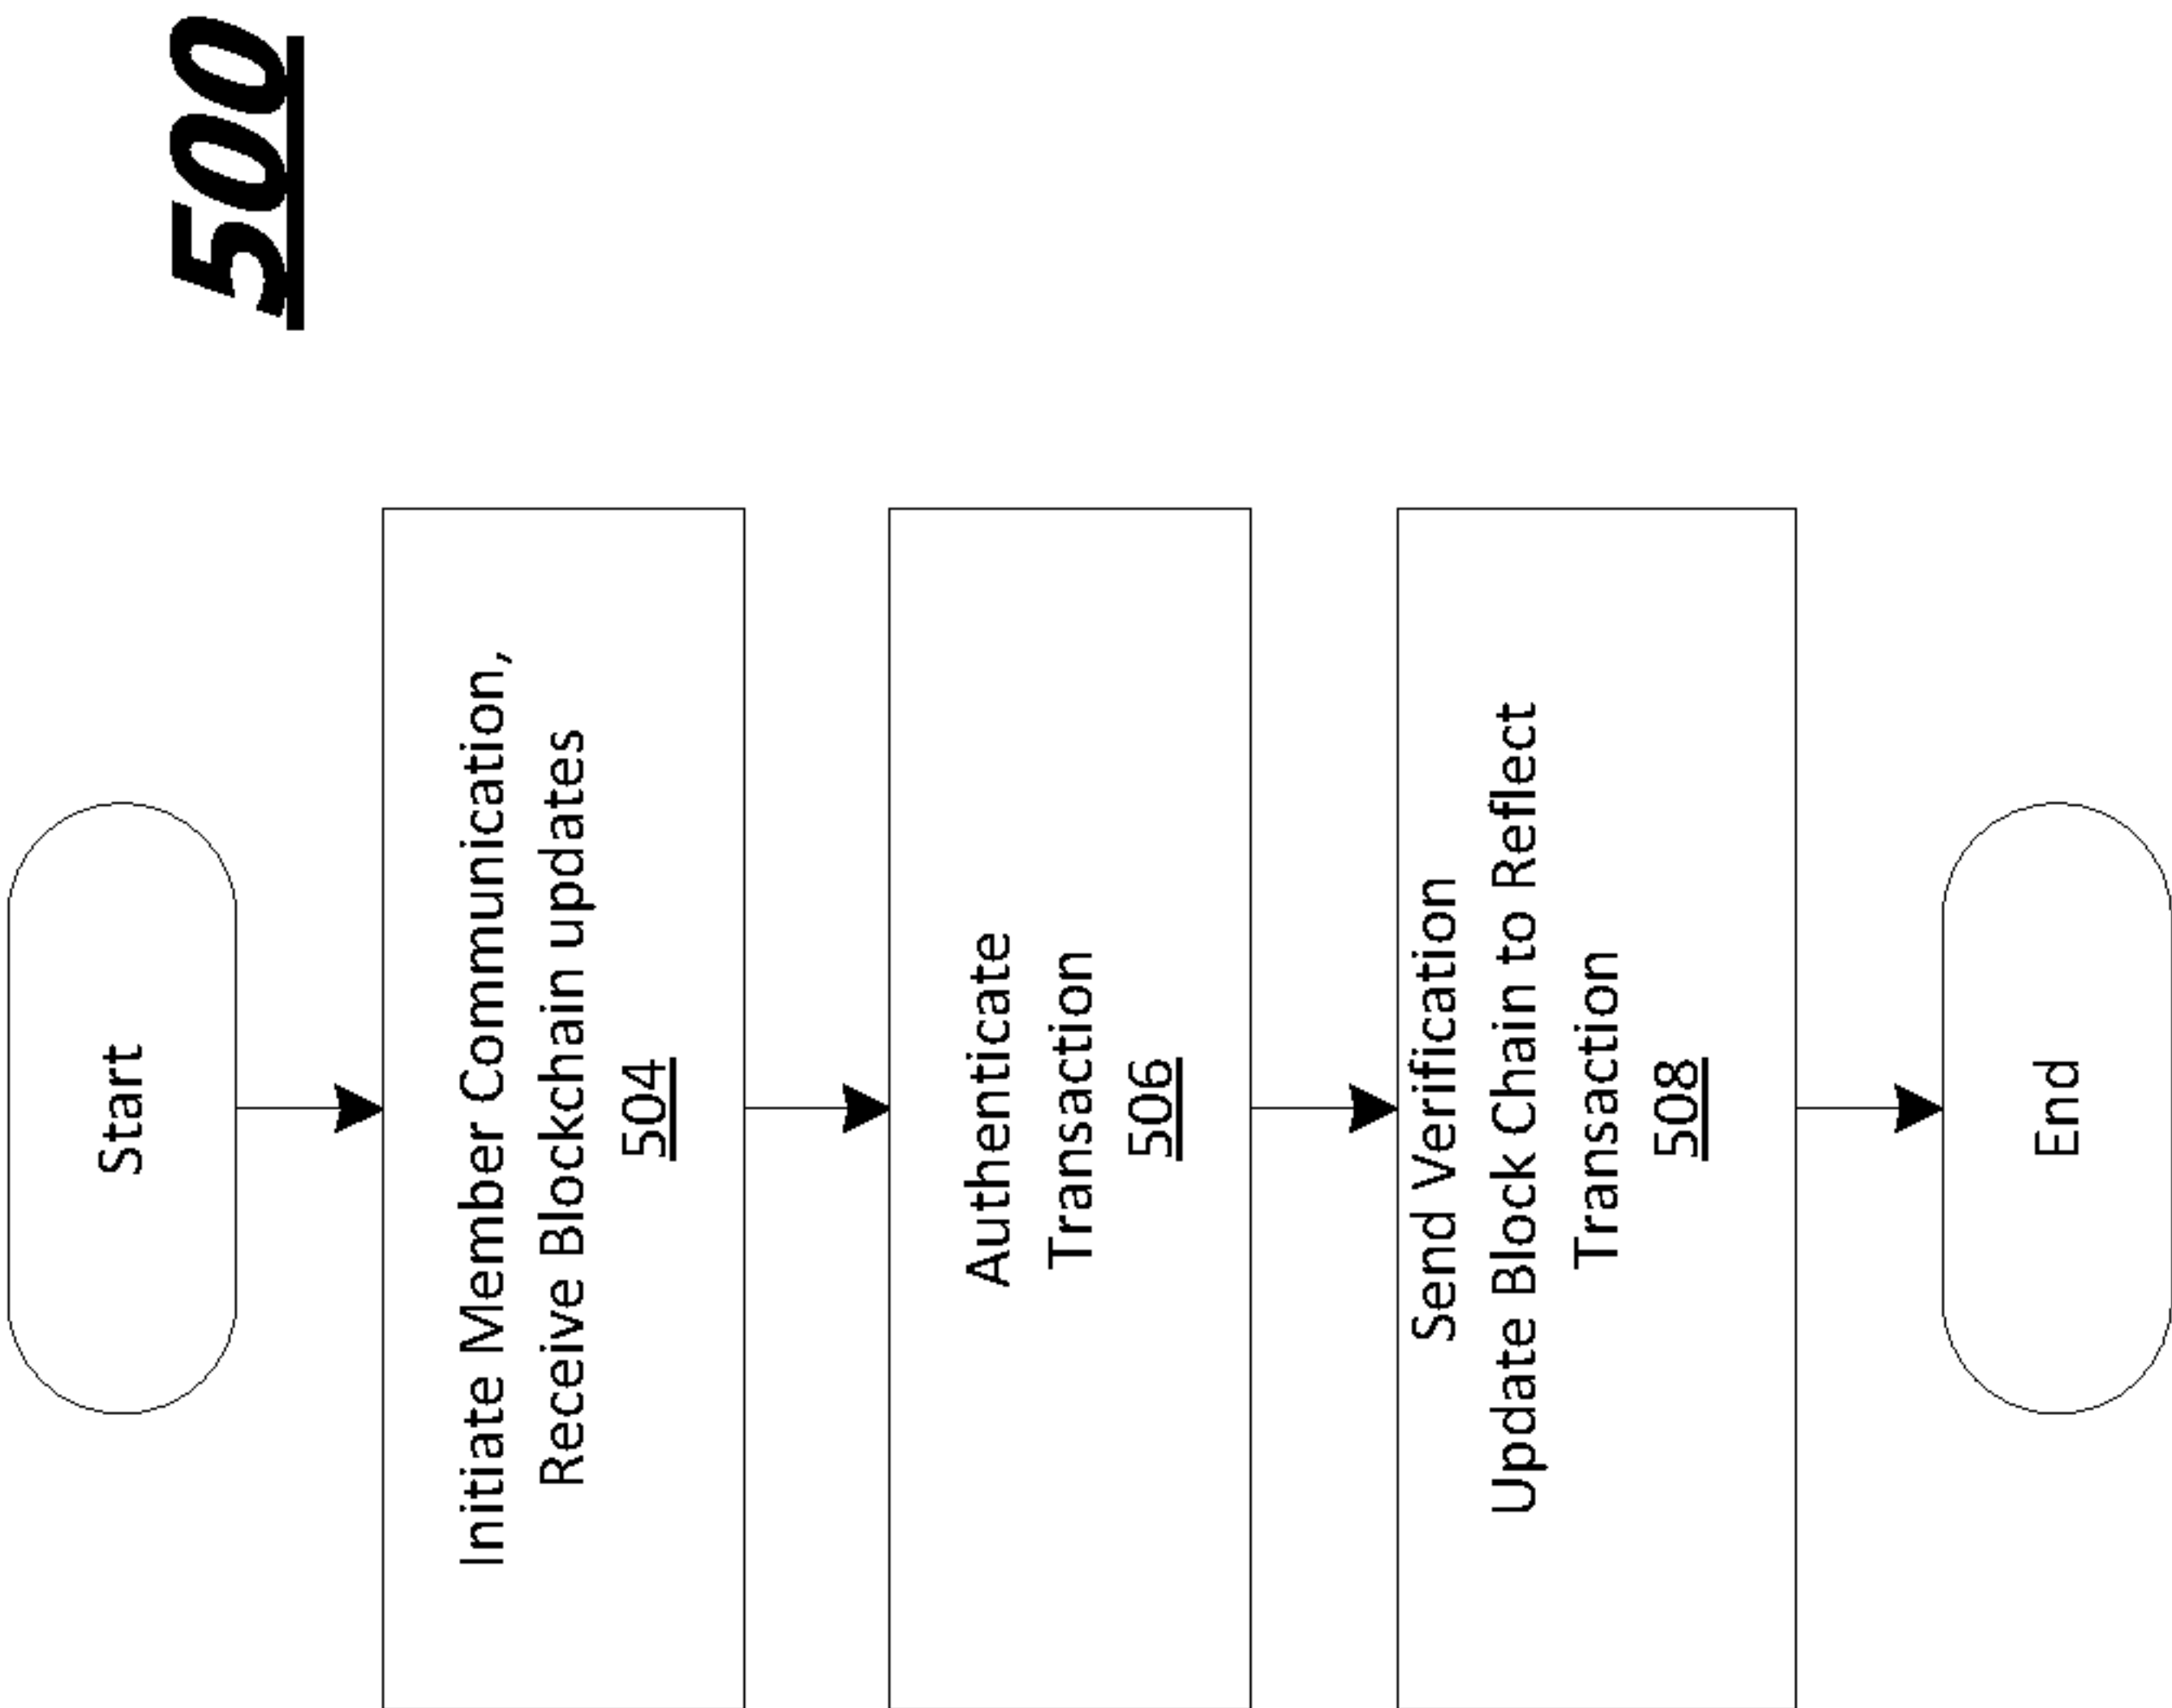 500
Start
Initiate Member Communication,
Receive Blockchain updates
504
Authenticate
Transaction
506
Send Verification
Update Block Chain to Reflect
Transaction
508
End